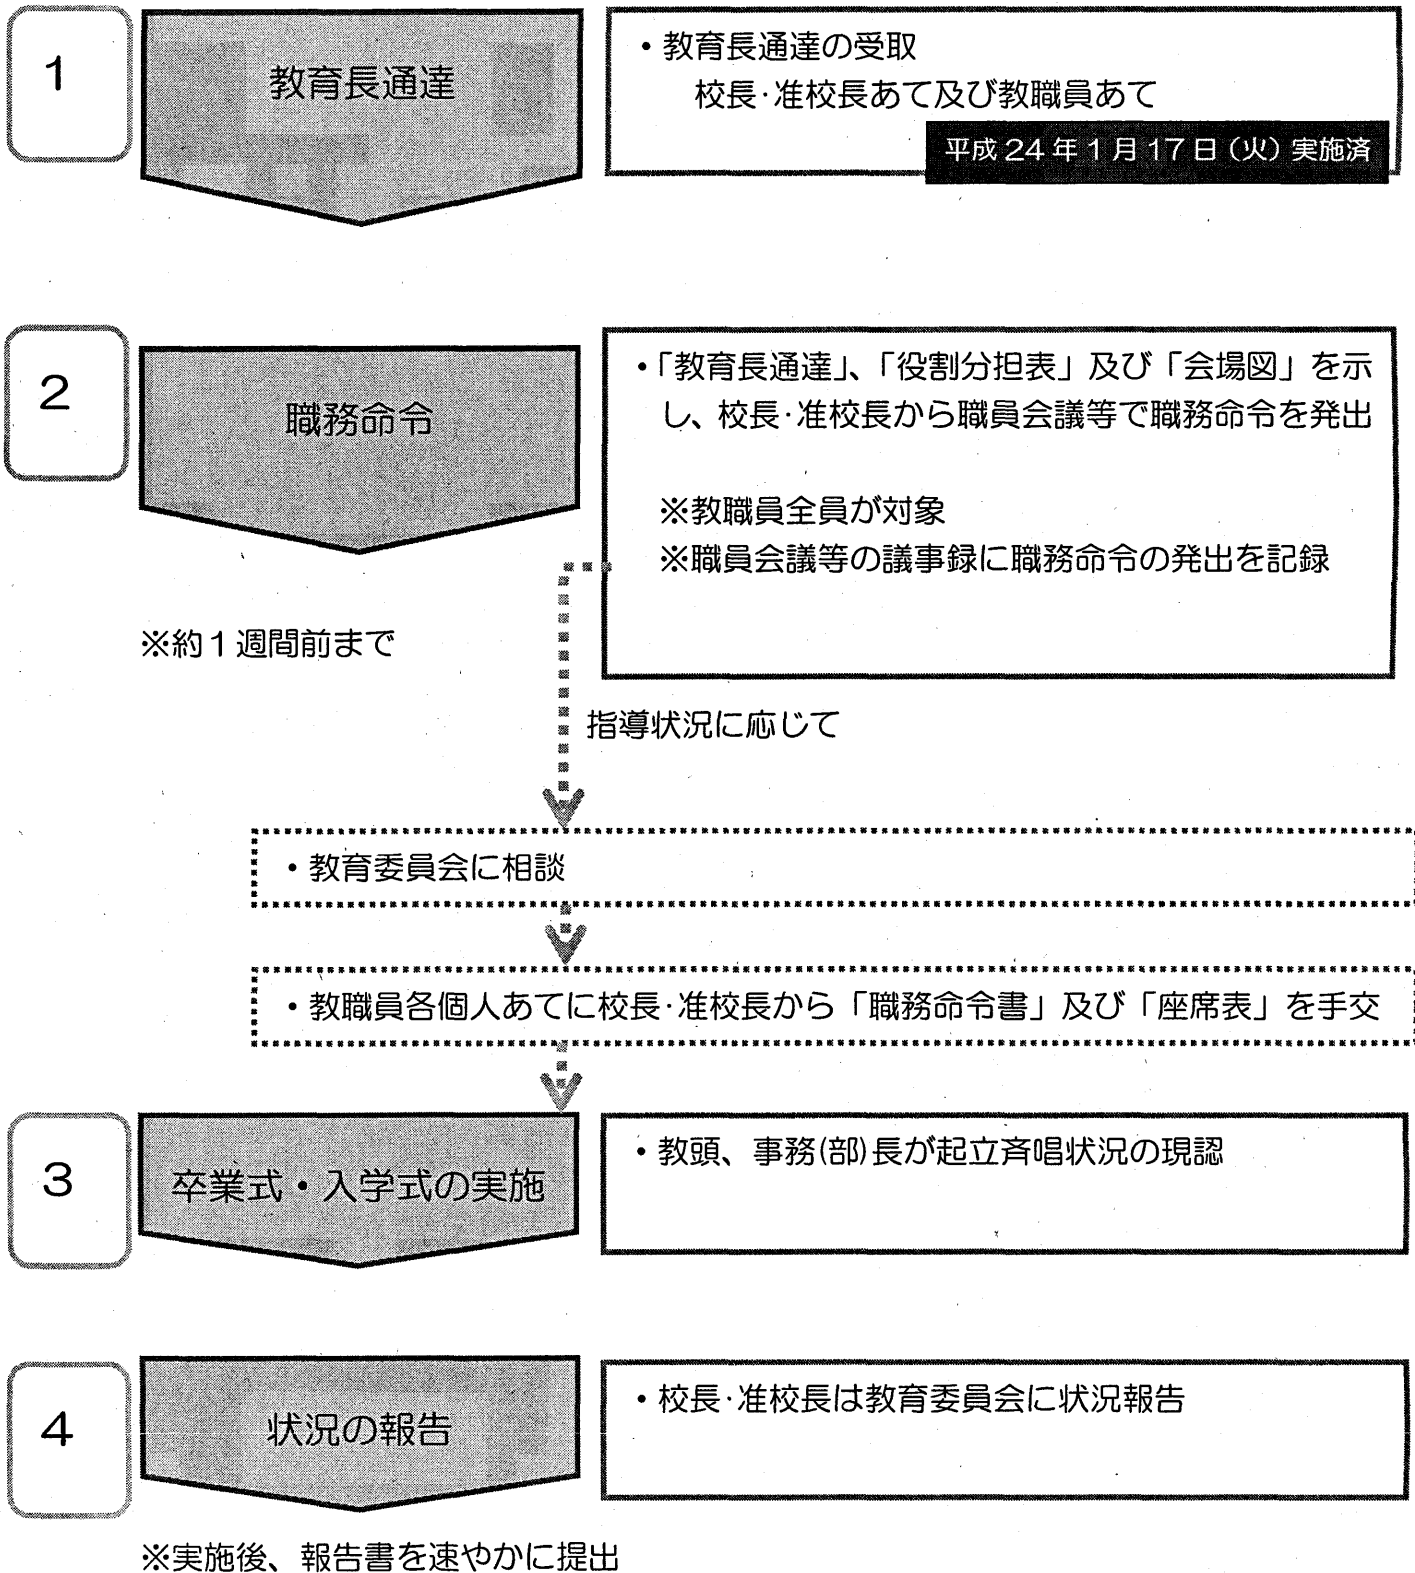 1
教育長通達
・教育長通達の受取
校長・准校長あて及び教職員あて
平成24年1月17日(火)実施済
2
職務命令
・「教育長通達」、「役割分担表」及び「会場図」を示
し、校長・准校長から職員会議等で職務命令を発出
※教職員全員が対象
※職員会議等の議事録に職務命令の発出を記録
※約1週間前まで
指導状況に応じて
・教育委員会に相談
・教職員各個人あてに校長・准校長から「職務命令書」及び「座席表」を手交
3
卒業式・入学式の実施
・教頭、事務(部)長が起立斉唱状況の現認
4
状況の報告
・校長・准校長は教育委員会に状況報告
※実施後、報告書を速やかに提出